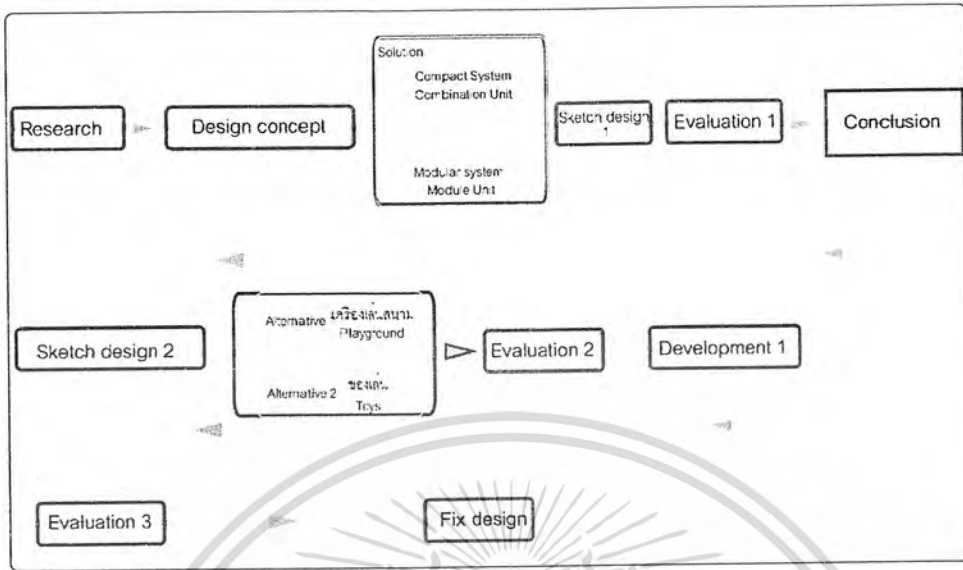 Solution
Compact System
Combination Unit
Modular system
Module Unit
Research
Design concept
Sketch design
1
Evaluation 1
Conclusion
Sketch design 2
Alternative เครื่องเล่นสนาม
Playground
Alternative 2 ของเล่น
Toys
Evaluation 2
Development 1
Evaluation 3
Fix design